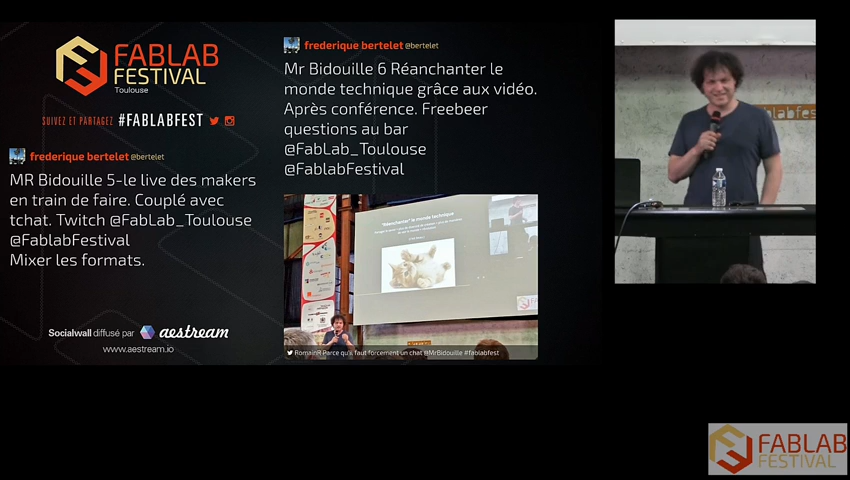 FABLAB
FESTIVAL
Toulouse
SUIVEZ ET PARTAGEZ #FABLABFEST
frederique bertelet @bertelet
MR Bidouille 5-le live des makers
en train de faire. Couplé avec
tchat. Twitch @FabLab_Toulouse
@FablabFestival
Mixer les formats.
Socialwall diffusé par aestream
www.aestream.io
frederique bertelet @bertelet
Mr Bidouille 6 Réanchanter le
monde technique grâce aux vidéo.
Après conférence. Freebeer
questions au bar
@FabLab_Toulouse
@FablabFestival
"Réanchanter" le monde technique
RomainR Parce qu'il faut forcement un chat @MrBidouille #fablabfest
FABLAB
FESTIVAL